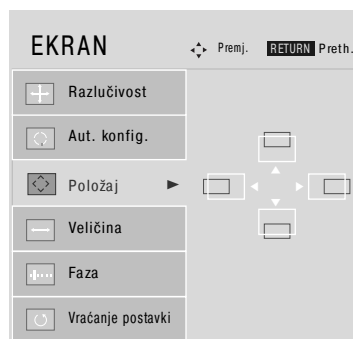 EKRAN
Premj. RETURN Preth.
Razlučivost
Aut. konfig.
Položaj
Veličina
Faza
Vraćanje postavki